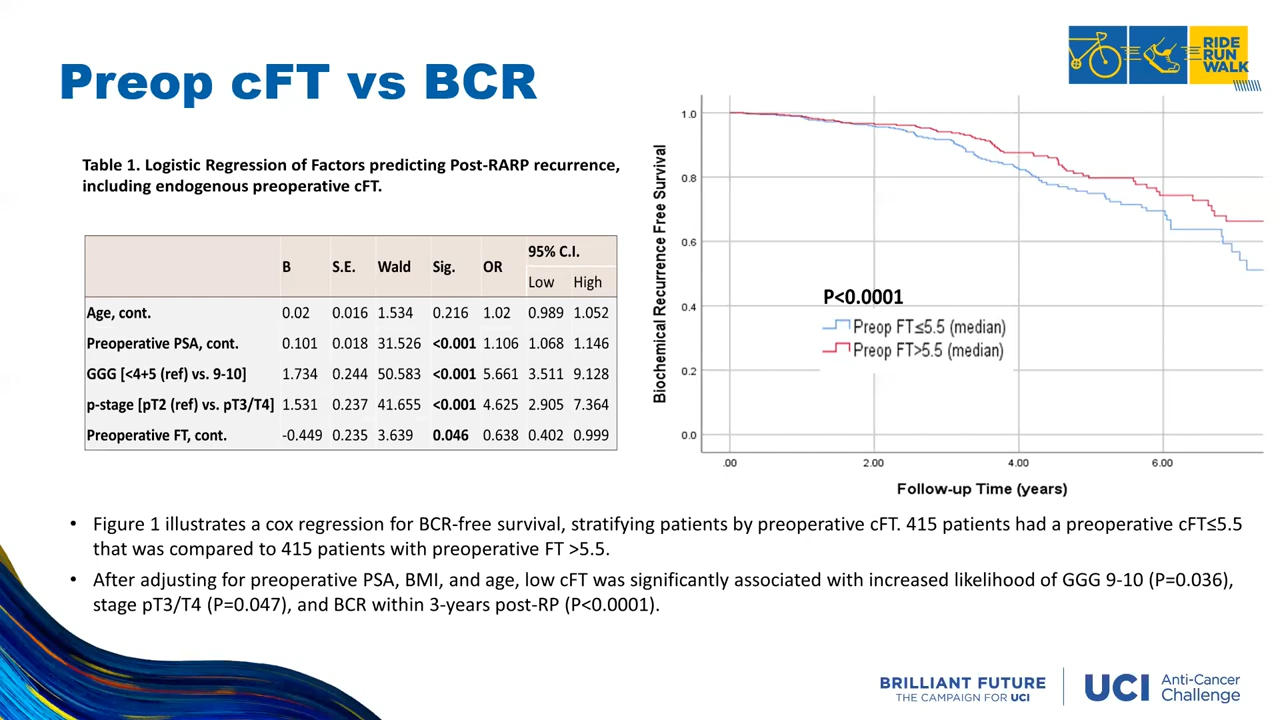 RIDE
RUN
WALK
Preop cFT vs BCR
Table 1. Logistic Regression of Factors predicting Post-RARP recurrence,
including endogenous preoperative cFT.
B S.E. Wald Sig. OR 95% C.I.
Low High
Age, cont. 0.02 0.016 1.534 0.216 1.02 0.989 1.052
Preoperative PSA, cont. 0.101 0.018 31.526 <0.001 1.106 1.068 1.146
GGG [<4+5 (ref) vs. 9-10] 1.734 0.244 50.583 <0.001 5.661 3.511 9.128
p-stage [pT2 (ref) vs. pT3/T4] 1.531 0.237 41.655 <0.001 4.625 2.905 7.364
Preoperative FT, cont. -0.449 0.235 3.639 0.046 0.638 0.402 0.999
Biochemical Recurrence Free Survival
1.0
0.8
0.6
0.4
0.2
0.0
P<0.0001
Preop FT≤5.5 (median)
Preop FT>5.5 (median)
.00 2.00 4.00 6.00
Follow-up Time (years)
• Figure 1 illustrates a cox regression for BCR-free survival, stratifying patients by preoperative cFT. 415 patients had a preoperative cFT≤5.5
that was compared to 415 patients with preoperative FT >5.5.
• After adjusting for preoperative PSA, BMI, and age, low cFT was significantly associated with increased likelihood of GGG 9-10 (P=0.036),
stage pT3/T4 (P=0.047), and BCR within 3-years post-RP (P<0.0001).
BRILLIANT FUTURE
THE CAMPAIGN FOR UCI
UCI Anti-Cancer
Challenge